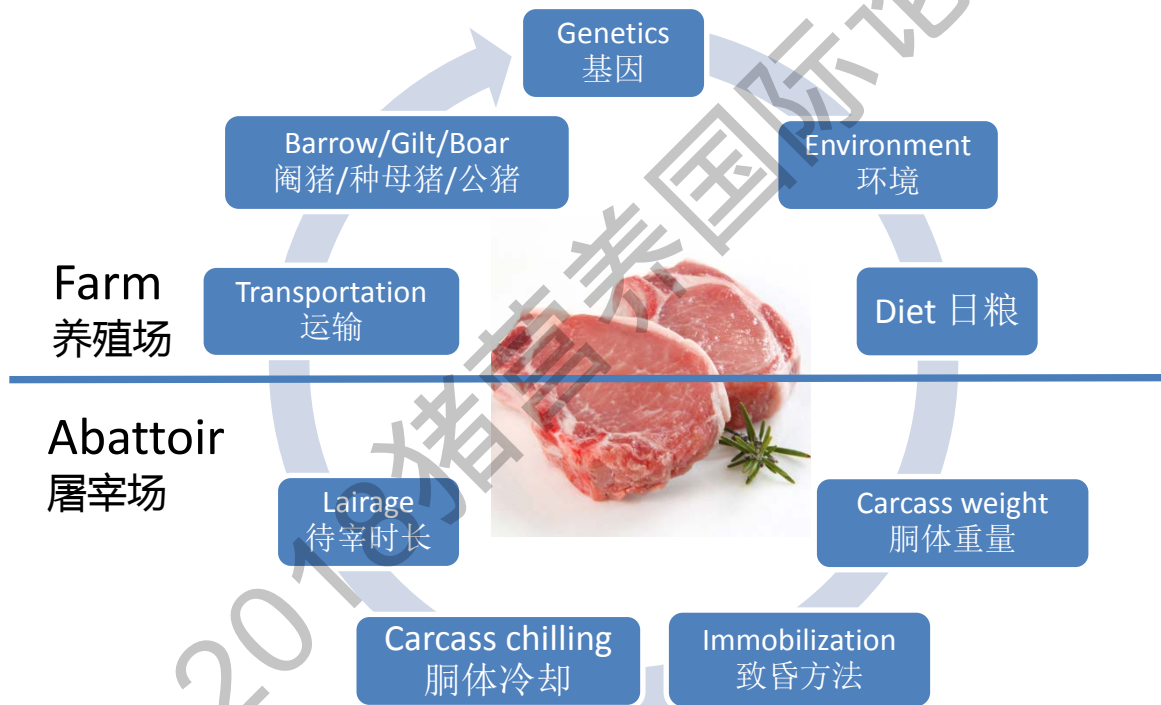 Genetics
基因
Barrow/Gilt/Boar
阉猪/种母猪/公猪
Environment
环境
Farm
养殖场
Transportation
运输
Diet 日粮
Abattoir
屠宰场
Lairage
待宰时长
Carcass weight
胴体重量
Carcass chilling
胴体冷却
Immobilization
致昏方法
2018猪营养国际论